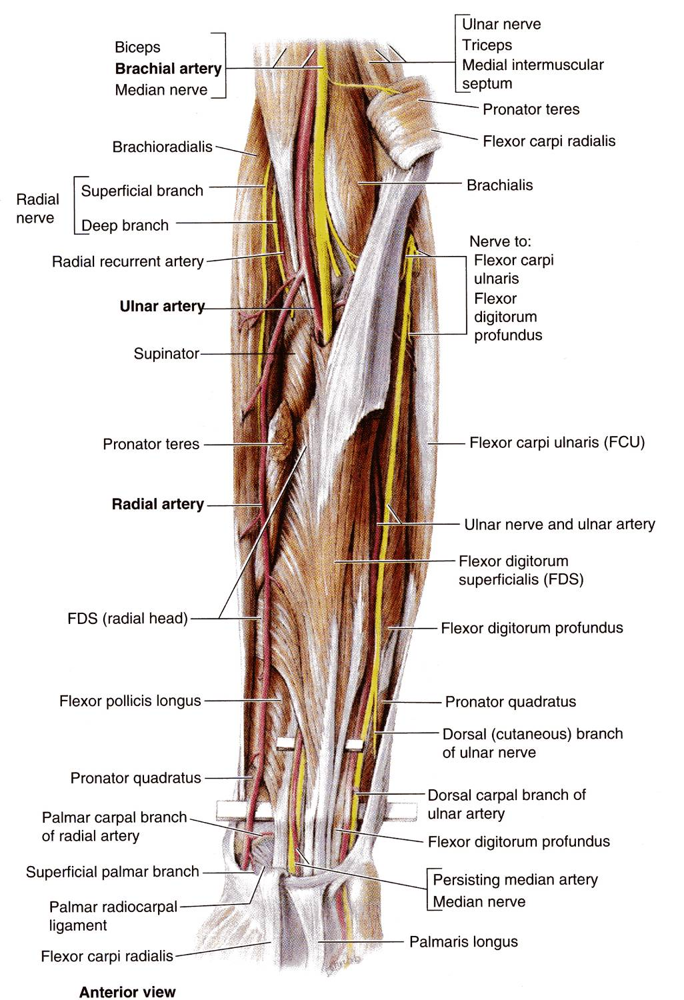 Biceps
Brachial artery
Median nerve
Brachioradialis
Radial
nerve
Superficial branch
Deep branch
Radial recurrent artery
Ulnar artery
Supinator
Pronator teres
Radial artery
FDS (radial head)
Flexor pollicis longus
Pronator quadratus
Palmar carpal branch
of radial artery
Superficial palmar branch
Palmar radiocarpal
ligament
Flexor carpi radialis
Anterior view
Ulnar nerve
Triceps
Medial intermuscular
septum
Pronator teres
Flexor carpi radialis
Brachialis
Nerve to:
Flexor carpi
ulnaris
Flexor
digitorum
profundus
Flexor carpi ulnaris (FCU)
Ulnar nerve and ulnar artery
Flexor digitorum
superficialis (FDS)
Flexor digitorum profundus
Pronator quadratus
Dorsal (cutaneous) branch
of ulnar nerve
Dorsal carpal branch of
ulnar artery
Flexor digitorum profundus
Persisting median artery
Median nerve
Palmaris longus